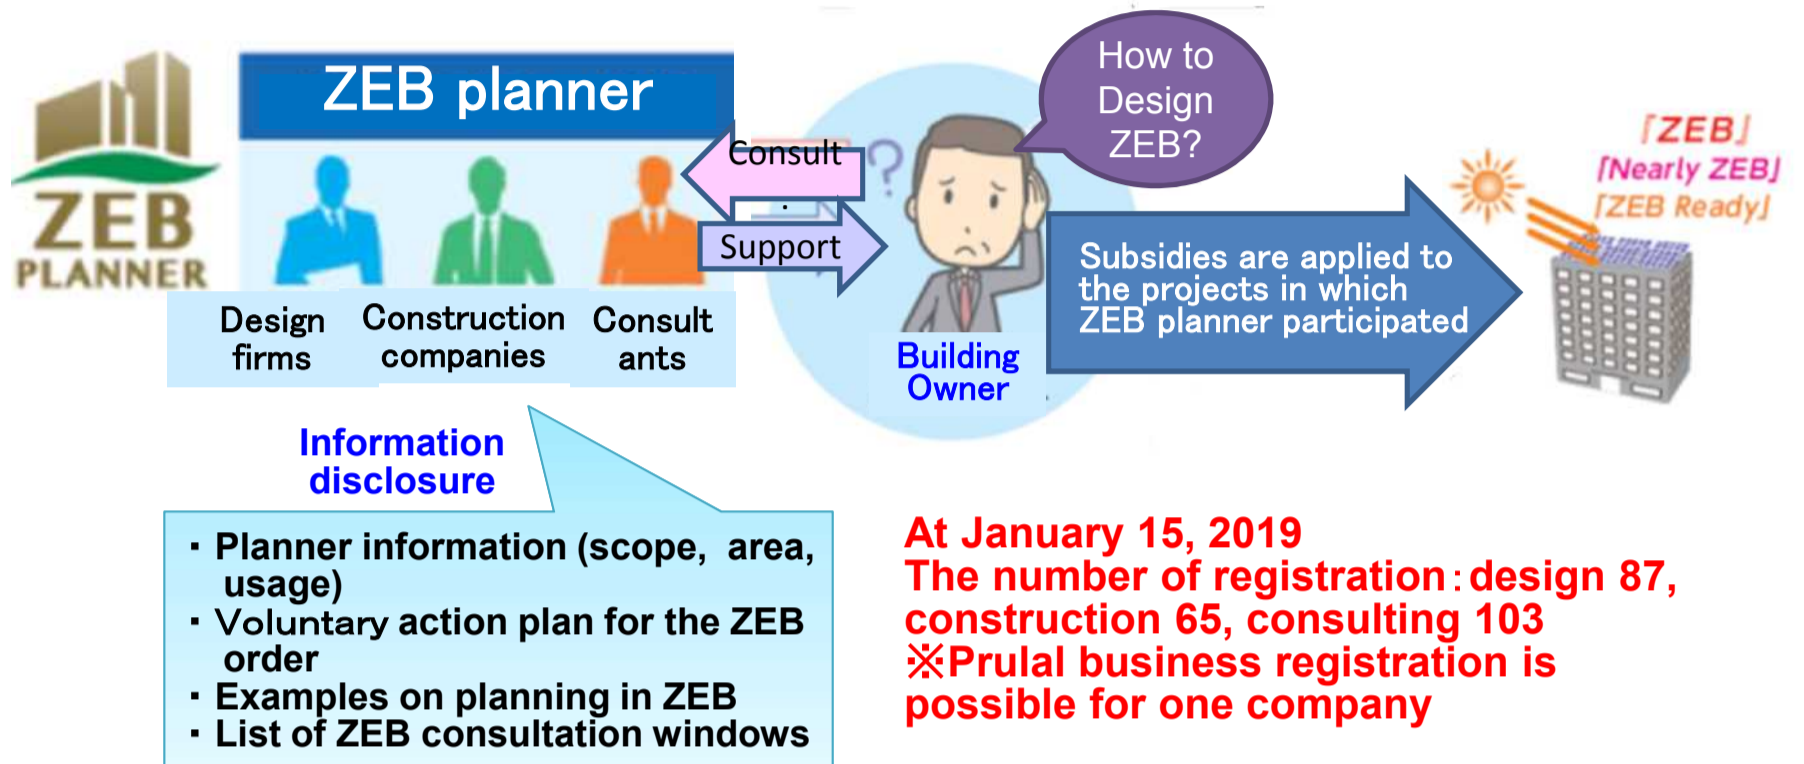 ZEB
PLANNER
ZEB planner
Design
firms
Construction
companies
Consult
ants
Consult
.
Support
?
How to
Design
ZEB?
Building
Owner
Subsidies are applied to
the projects in which
ZEB planner participated
『ZEB』
『Nearly ZEB』
『ZEB Ready』
Information
disclosure
・Planner information (scope, area,
usage)
・Voluntary action plan for the ZEB
order
・Examples on planning in ZEB
・List of ZEB consultation windows
At January 15, 2019
The number of registration：design 87,
construction 65, consulting 103
※Prulal business registration is
possible for one company